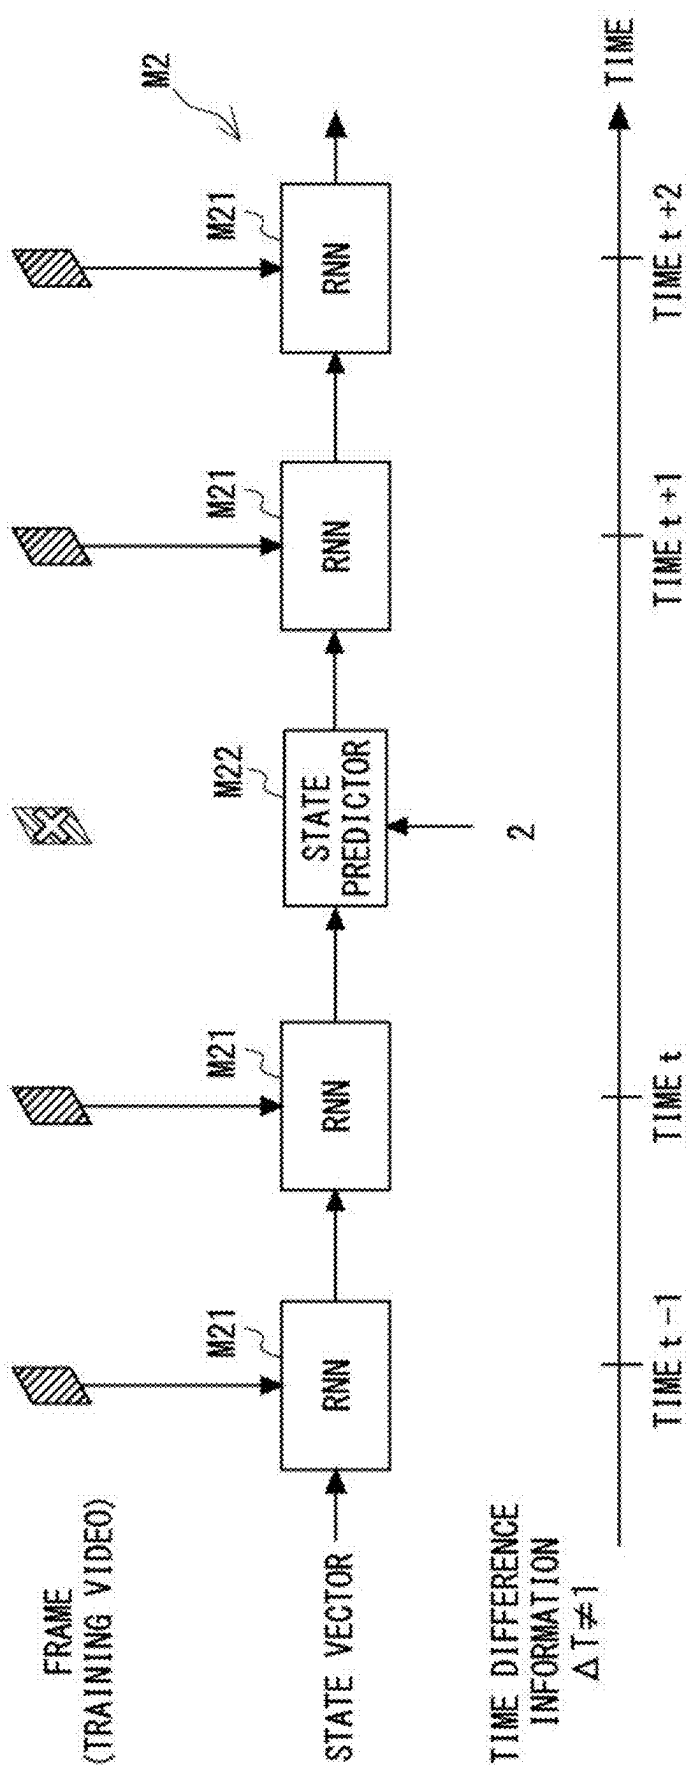 FRAME
(TRAINING VIDEO)
M2
M21
M21
M22
M21
M21
STATE VECTOR
RNN
RNN
STATE
PREDICTOR
RNN
RNN
2
TIME DIFFERENCE
INFORMATION
ΔT≠1
TIME
TIME t-1
TIME t
TIME t+1
TIME t+2